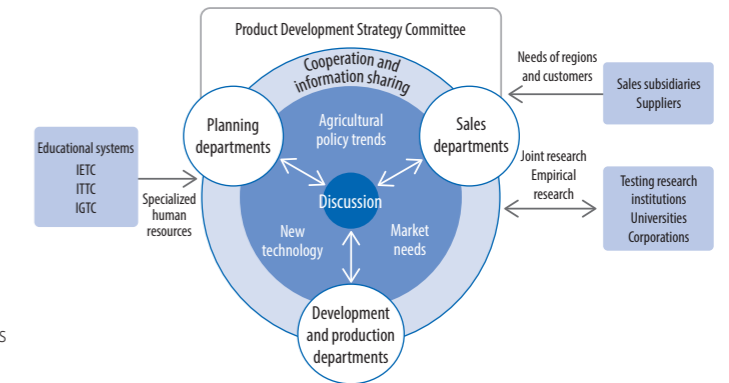 Product Development Strategy Committee
Cooperation and
information sharing
Planning
departments
Agricultural
policy trends
Sales
departments
Discussion
New
technology
Market
needs
Development
and production
departments
Educational systems
IETC
ITTC
IGTC
Specialized
human
resources
Needs of regions
and customers
Sales subsidiaries
Suppliers
Joint research
Empirical
research
Testing research
institutions
Universities
Corporations
s